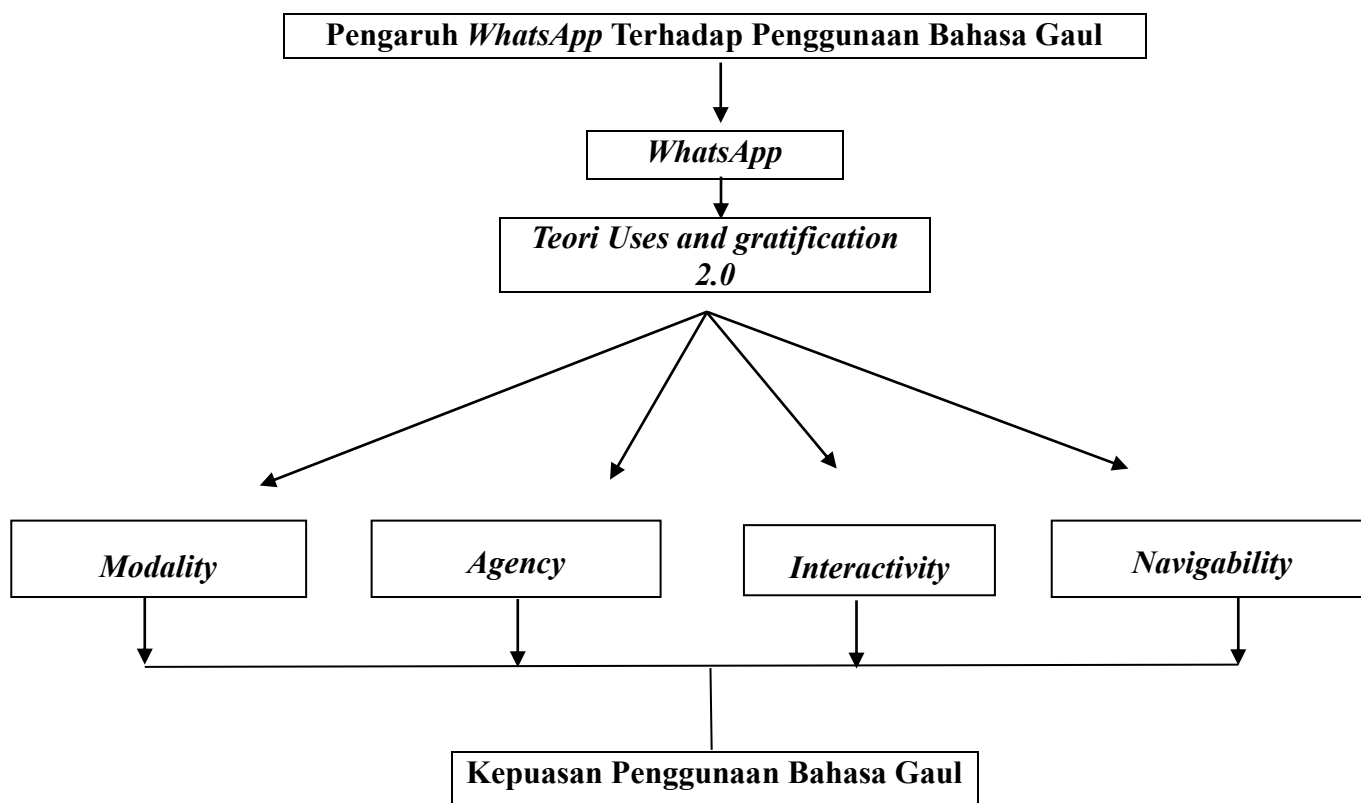 Pengaruh WhatsApp Terhadap Penggunaan Bahasa Gaul
WhatsApp
Teori Uses and gratification
2.0
Modality
Agency
Interactivity
Navigability
Kepuasan Penggunaan Bahasa Gaul